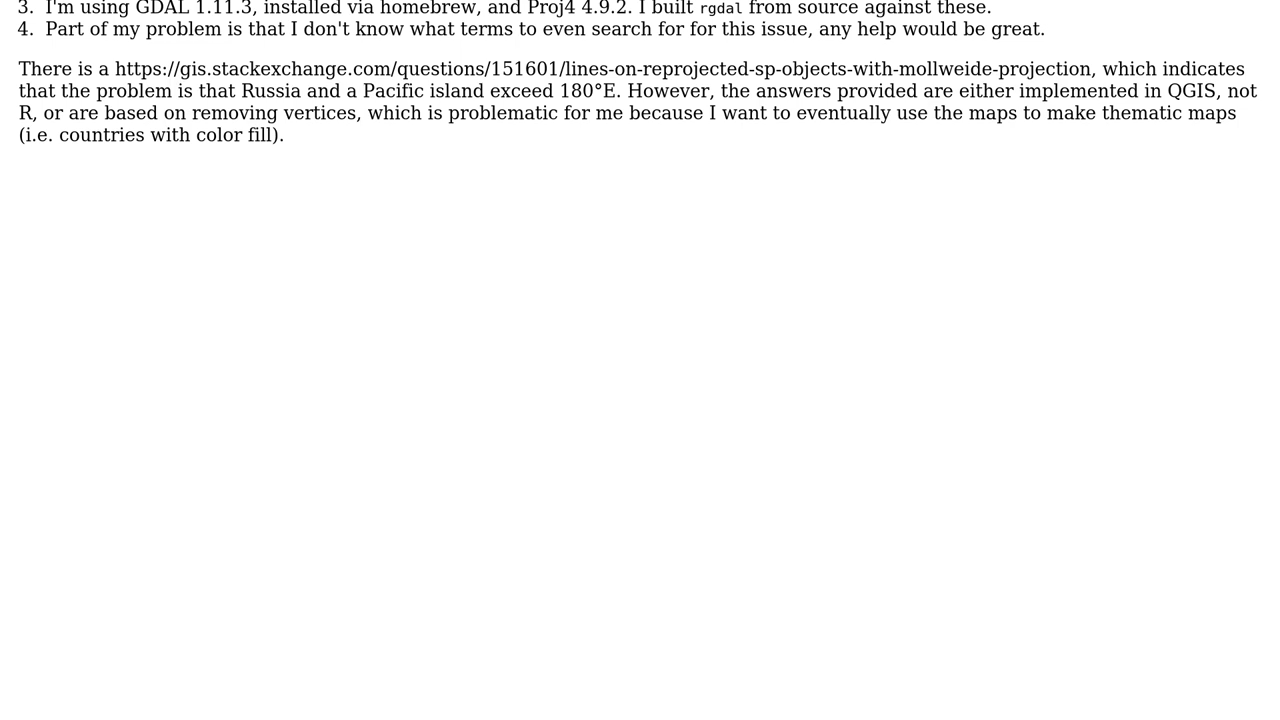 3. I'm using GDAL 1.11.3, installed via homebrew, and Proj4 4.9.2. I built rgdal from source against these.
4. Part of my problem is that I don't know what terms to even search for for this issue, any help would be great.
There is a https://gis.stackexchange.com/questions/151601/lines-on-reprojected-sp-objects-with-mollweide-projection, which indicates
that the problem is that Russia and a Pacific island exceed 180°E. However, the answers provided are either implemented in QGIS, not
R, or are based on removing vertices, which is problematic for me because I want to eventually use the maps to make thematic maps
(i.e. countries with color fill).